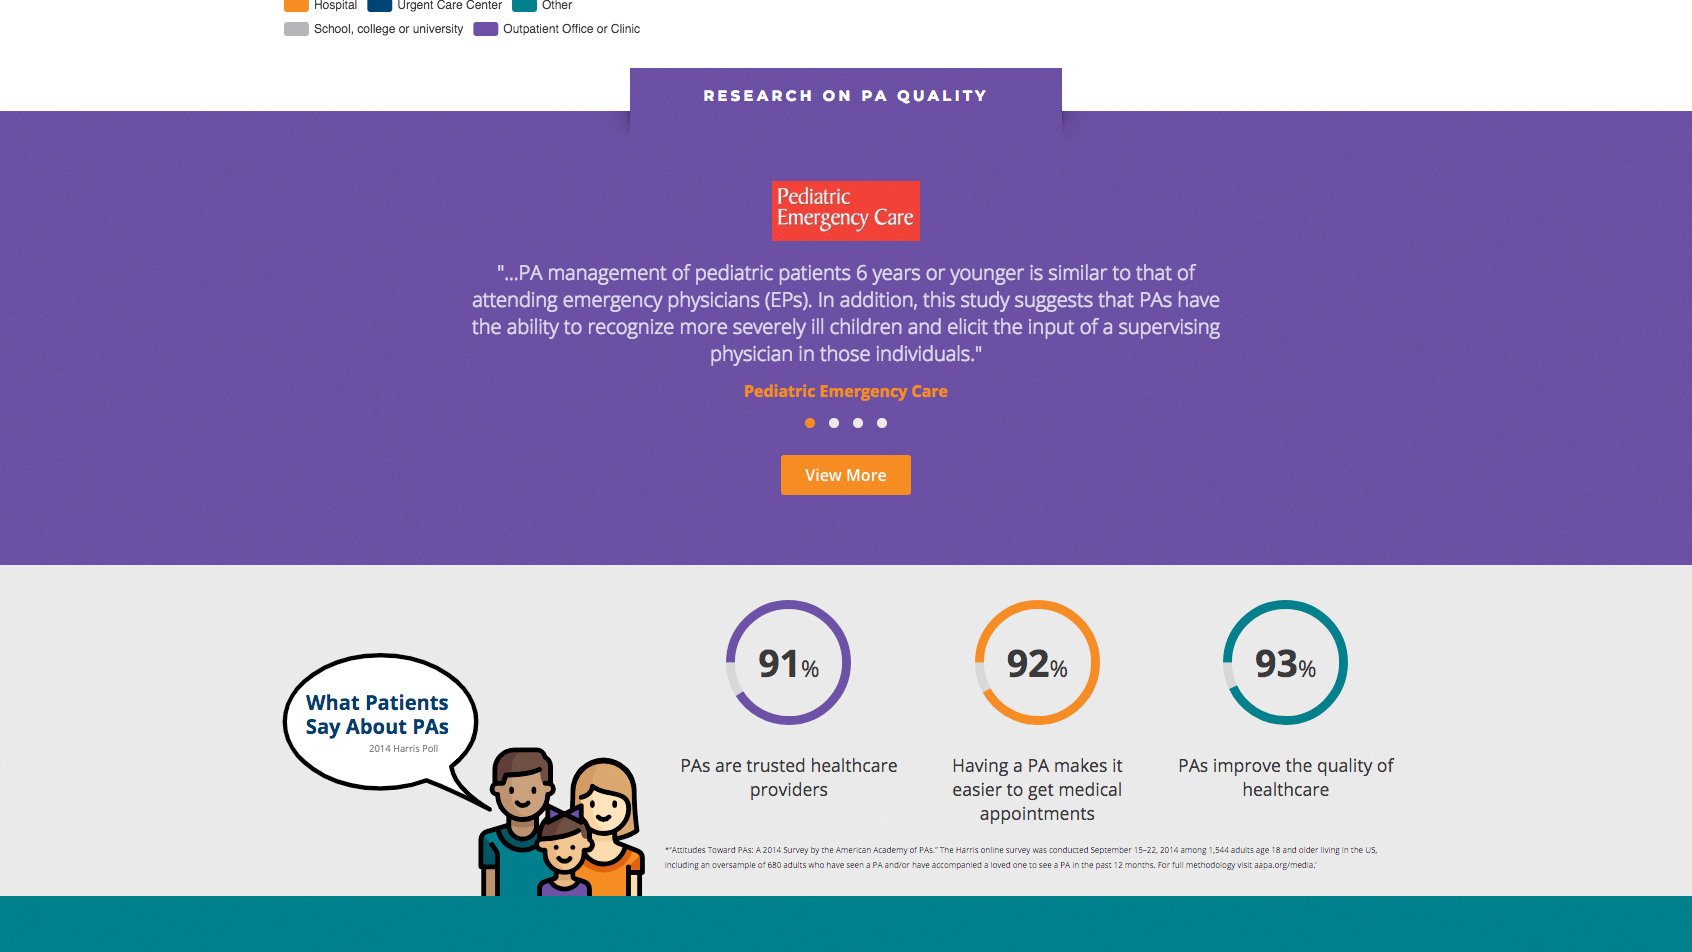 Hospital Urgent Care Center Other
School, college or university Outpatient Office or Clinic
RESEARCH ON PA QUALITY
Pediatric
Emergency Care
"...PA management of pediatric patients 6 years or younger is similar to that of
attending emergency physicians (EPs). In addition, this study suggests that PAs have
the ability to recognize more severely ill children and elicit the input of a supervising
physician in those individuals."
Pediatric Emergency Care
View More
What Patients
Say About PAs
2014 Harris Poll
91%
92%
93%
PAs are trusted healthcare
providers
Having a PA makes it
easier to get medical
appointments
PAs improve the quality of
healthcare
*"Attitudes Toward PAs: A 2014 Survey by the American Academy of PAs." The Harris online survey was conducted September 15–22, 2014 among 1,544 adults age 18 and older living in the US,
including an oversample of 680 adults who have seen a PA and/or have accompanied a loved one to see a PA in the past 12 months. For full methodology visit aapa.org/media.'